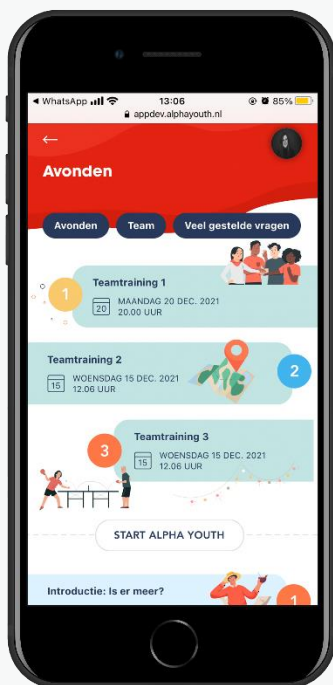 WhatsApp 13:06 85%
appdev.alphayouth.nl
Avonden
Avonden Team Veel gestelde vragen
1
Teamtraining 1
20 MAANDAG 20 DEC. 2021
20.00 UUR
Teamtraining 2
15 WOENSDAG 15 DEC. 2021
12.06 UUR
2
3
Teamtraining 3
15 WOENSDAG 15 DEC. 2021
12.06 UUR
START ALPHA YOUTH
Introductie: Is er meer?
1